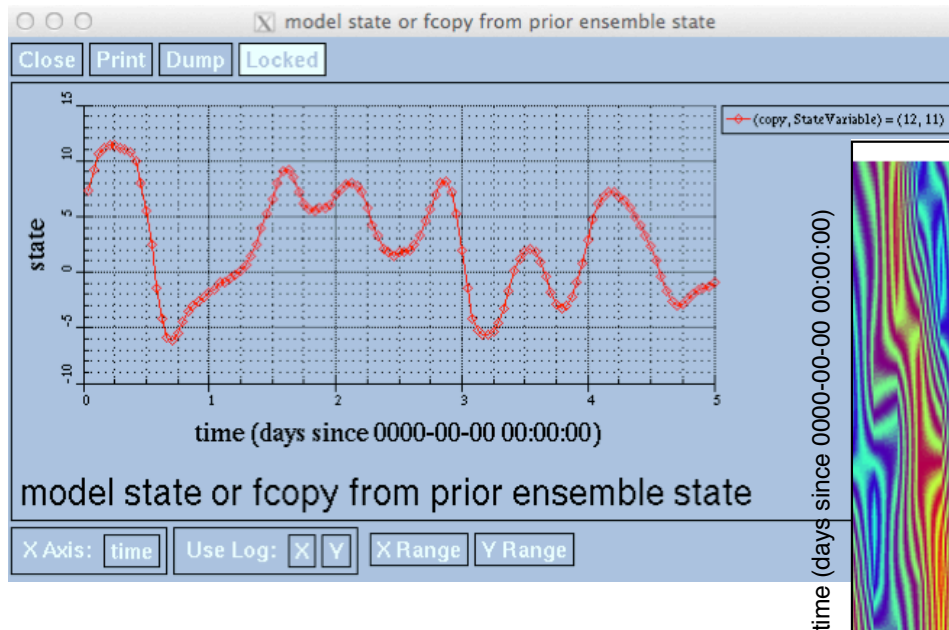 model state or fcopy from prior ensemble state
Close Print Dump Locked
15
10
5
0
-5
-10
state
(copy, StateVariable) = (12, 11)
0 1 2 3 4 5
time (days since 0000-00-00 00:00:00)
model state or fcopy from prior ensemble state
X Axis: time Use Log: X Y X Range Y Range
time (days since 0000-00-00 00:00:00)